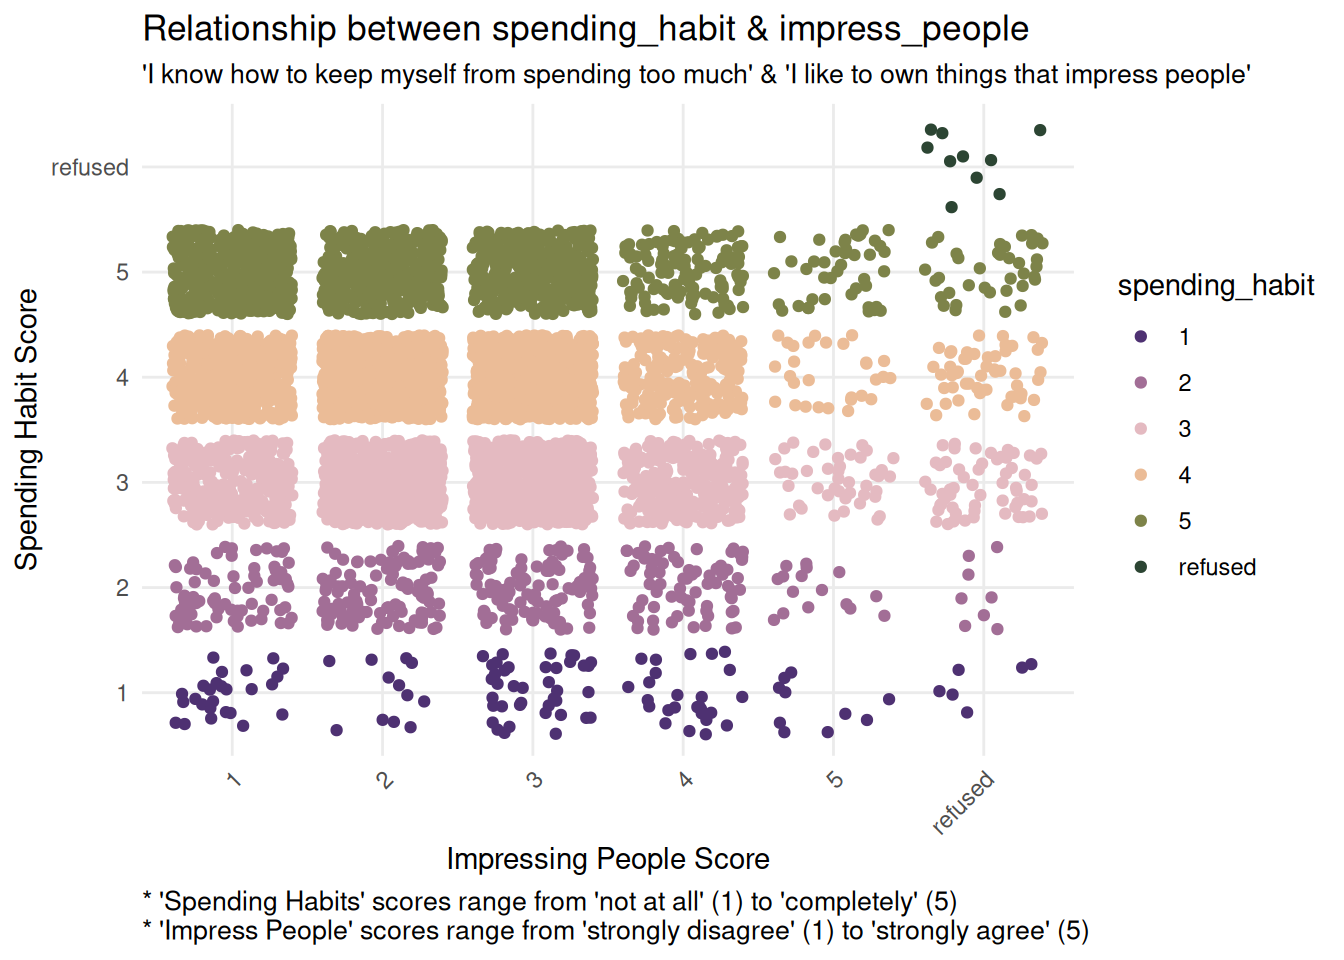 Relationship between spending_habit & impress_people
'I know how to keep myself from spending too much' & 'I like to own things that impress people'
refused
5
4
3
2
1
Spending Habit Score
1
2
3
4
5
refused
Impressing People Score
spending_habit
1
2
3
4
5
refused
* 'Spending Habits' scores range from 'not at all' (1) to 'completely' (5)
* 'Impress People' scores range from 'strongly disagree' (1) to 'strongly agree' (5)